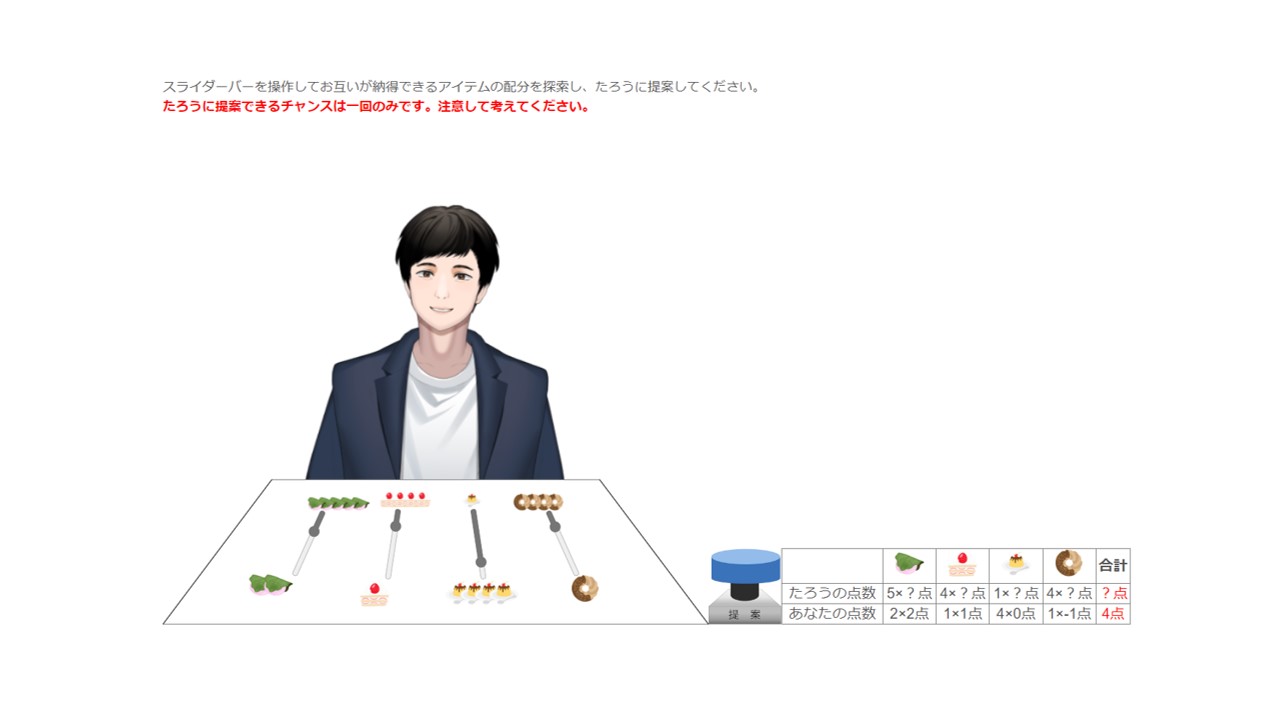 スライダーバーを操作してお互いが納得できるアイテムの配分を探索し、たろうに提案してください。
たろうに提案できるチャンスは一回のみです。注意して考えてください。
合計
たろうの点数 5×？点 4×？点 1×？点 4×？点 ？点
提 案 あなたの点数 2×2点 1×1点 4×0点 1×-1点 4点